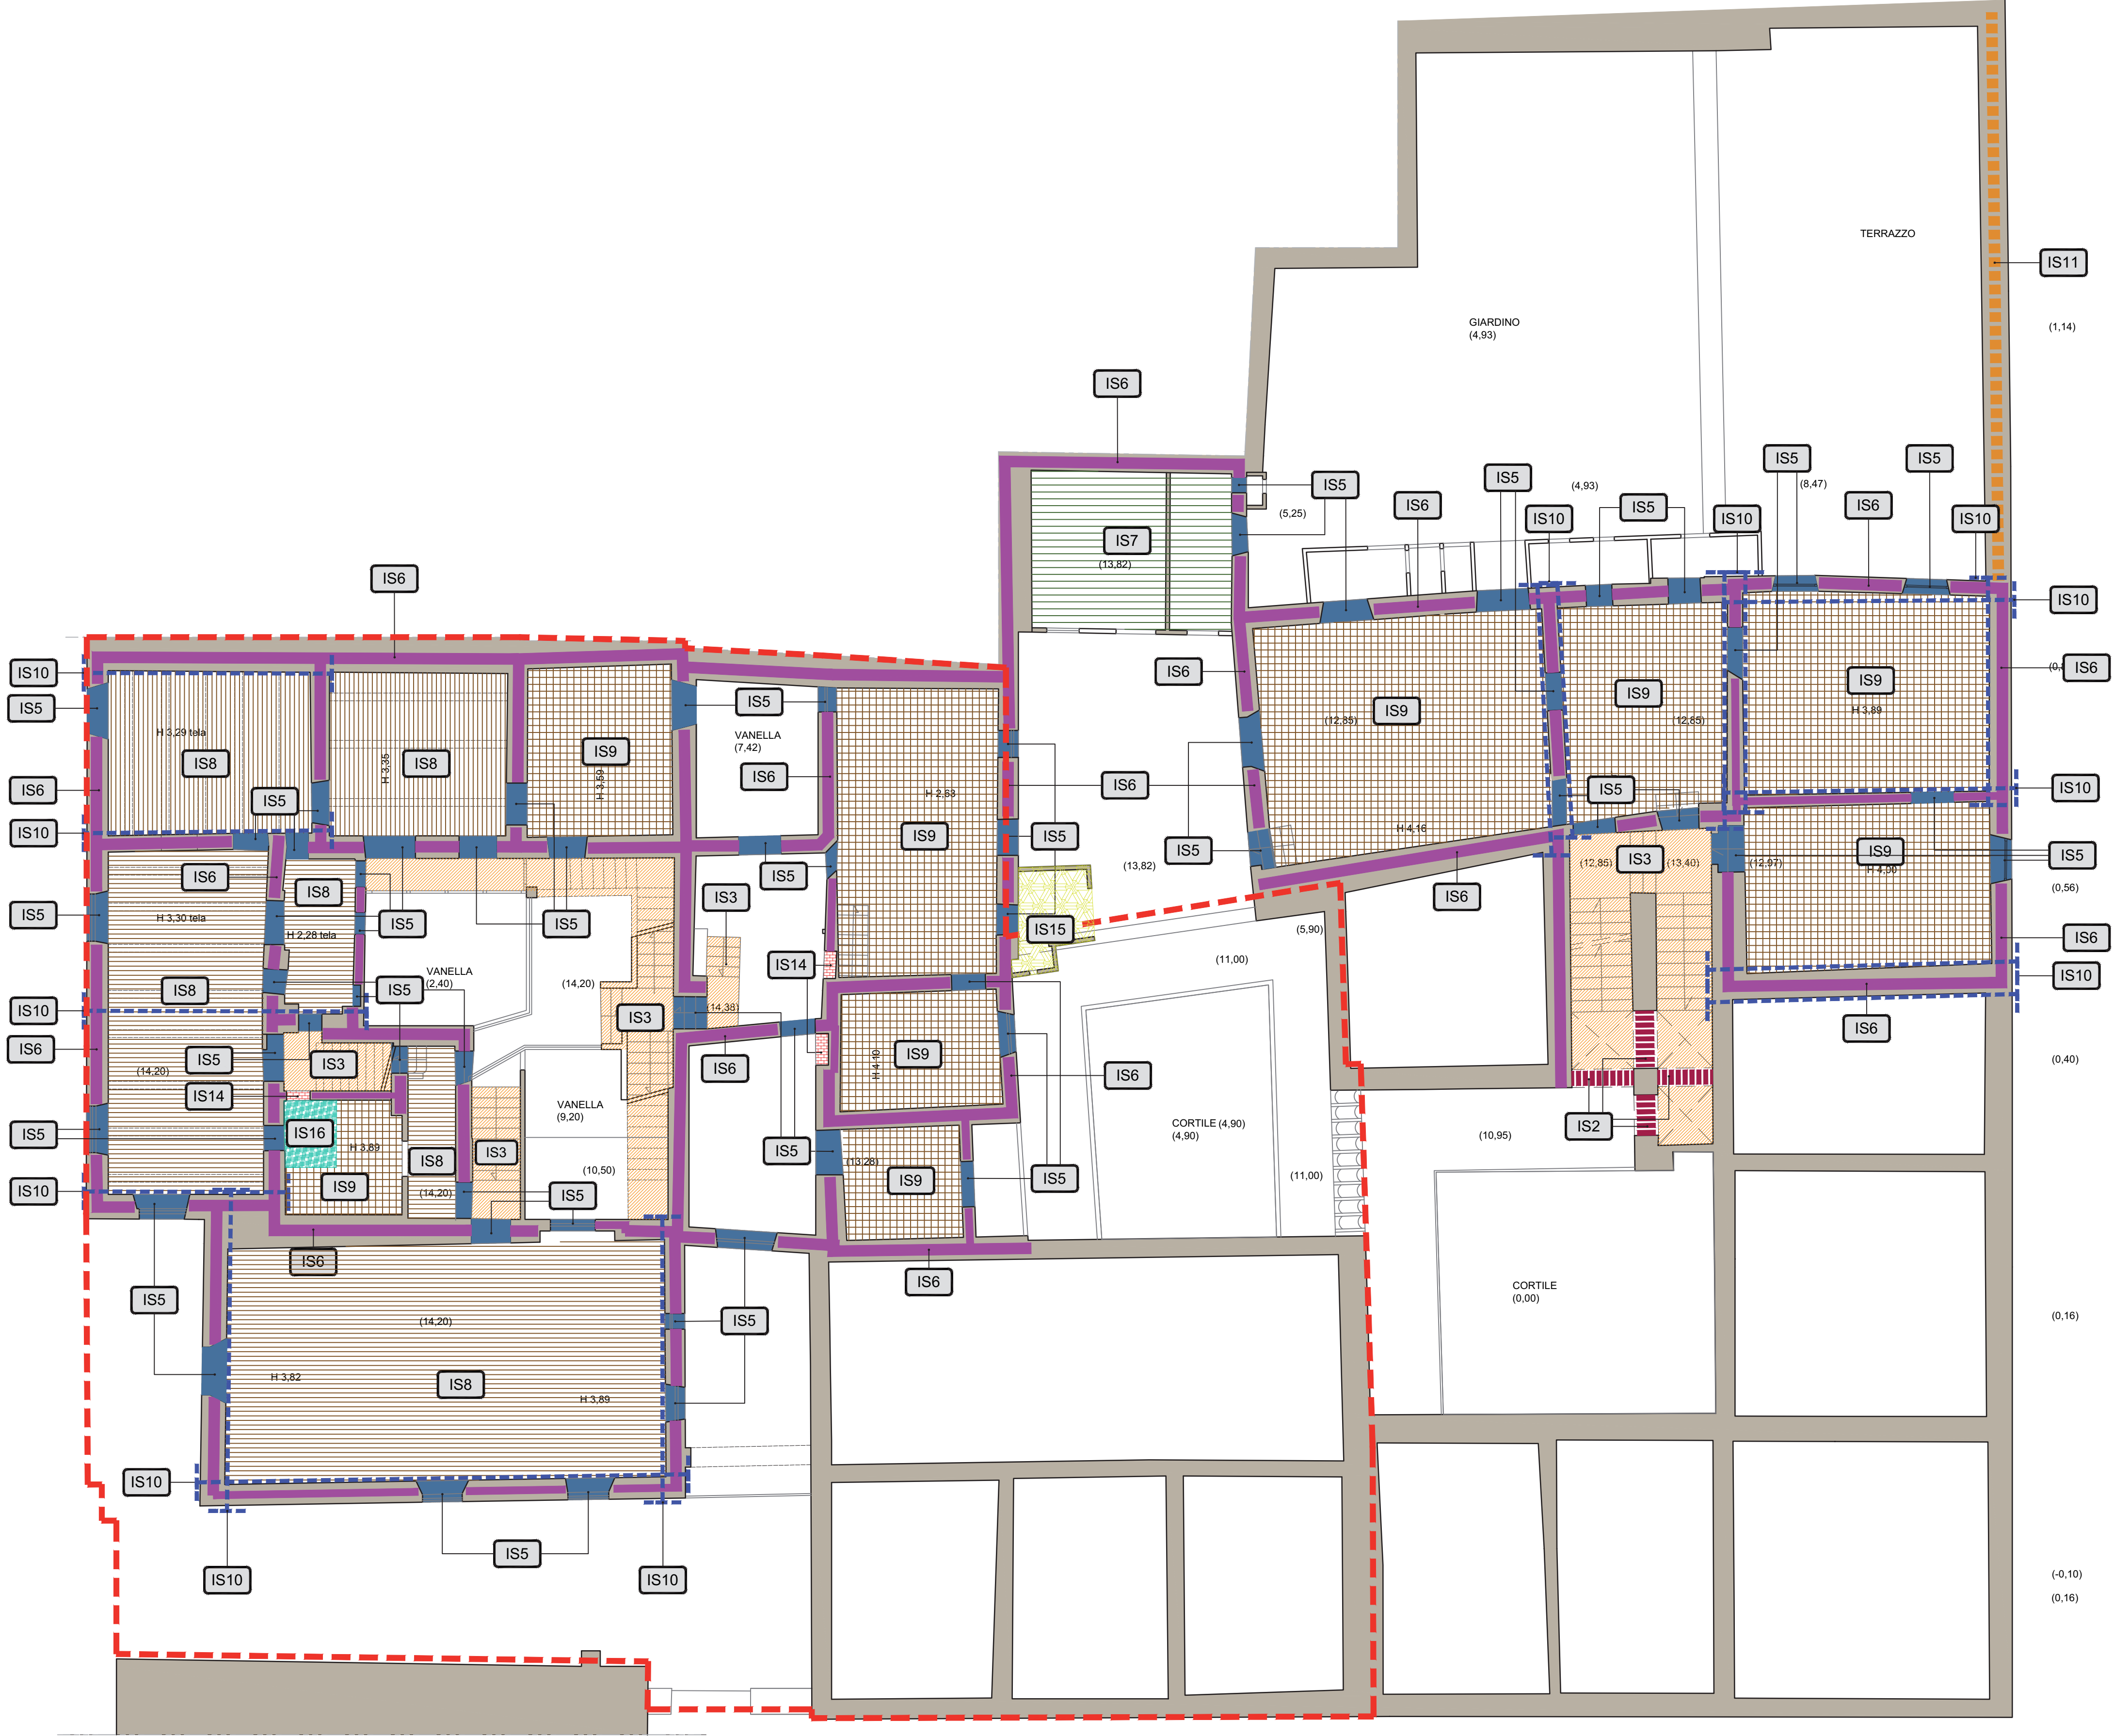 TERRAZZO
IS11
(1,14)
GIARDINO
(4,93)
IS6
IS5
IS5
(8,47)
IS5
IS5
(4,93)
IS6
IS5
IS6
(5,25)
IS10
IS10
IS10
IS7
(13,82)
IS6
IS10
IS10
IS5
IS6
IS6
IS9
IS9
IS9
H 3,89
(12,85)
(12,85)
IS5
VANELLA
(7,42)
H 3,29 tela
IS8
H 3,35
IS8
IS9
H 3,59
IS6
IS6
IS6
IS5
H 2,63
IS5
IS10
IS10
IS9
IS5
H 4,16
IS5
IS9
H 4,00
IS5
IS3
(12,85)
(13,40)
(12,97)
(13,82)
IS6
IS8
IS5
IS6
(0,56)
IS3
IS5
H 3,30 tela
H 2,28 tela
IS5
IS5
IS15
(5,90)
IS6
IS14
(11,00)
VANELLA
(2,40)
(14,20)
IS10
IS8
IS5
IS10
(14,38)
IS3
IS6
IS6
IS5
IS3
IS9
H 4,10
IS6
IS6
(14,20)
(0,40)
IS14
VANELLA
(9,20)
CORTILE (4,90)
(4,90)
IS2
(10,95)
IS5
IS16
H 3,89
IS3
IS5
IS8
(13,28)
IS9
IS5
(11,00)
(10,50)
IS10
IS9
(14,20)
IS5
IS6
IS6
CORTILE
(0,00)
IS5
(14,20)
IS5
(0,16)
H 3,82
IS8
H 3,89
IS10
IS5
IS10
IS10
(-0,10)
(0,16)